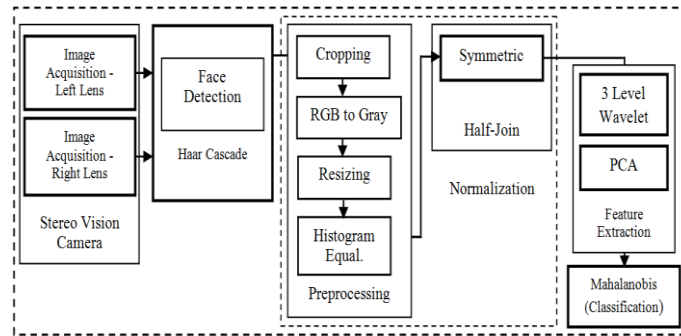 Image
Acquisition -
Left Lens
Image
Acquisition -
Right Lens
Stereo Vision
Camera
Face
Detection
Haar Cascade
Cropping
RGB to Gray
Resizing
Histogram
Equal.
Preprocessing
Symmetric
Half-Join
Normalization
3 Level
Wavelet
PCA
Feature
Extraction
Mahalanobis
(Classification)